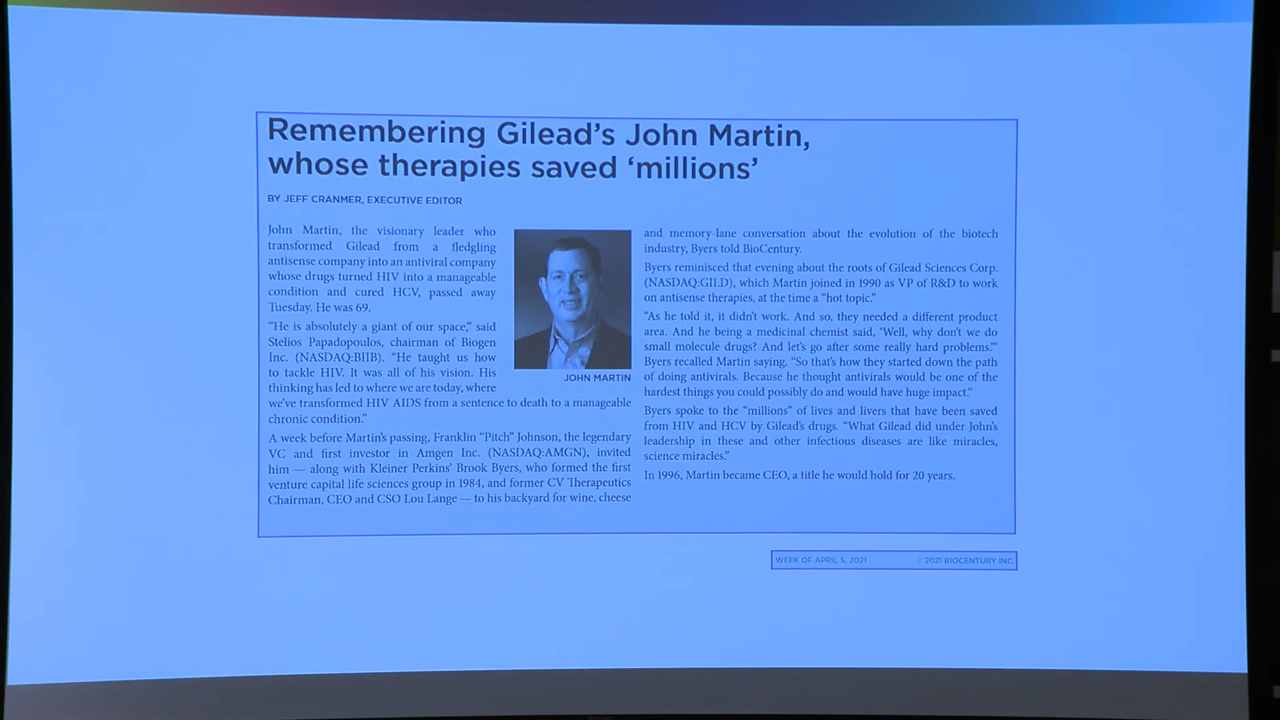 Remembering Gilead's John Martin,
whose therapies saved 'millions'
BY JEFF CRANMER, EXECUTIVE EDITOR
John Martin, the visionary leader who
transformed Gilead from a fledgling
antisense company into an antiviral company
whose drugs turned HIV into a manageable
condition and cured HCV, passed away
Tuesday. He was 69.
"He is absolutely a giant of our space," said
Stelios Papadopoulos, chairman of Biogen
Inc. (NASDAQ:BIIB). "He taught us how
to tackle HIV. It was all of his vision. His
thinking has led to where we are today, where
we've transformed HIV AIDS from a sentence to death to a manageable
chronic condition."
A week before Martin's passing, Franklin "Pitch" Johnson, the legendary
VC and first investor in Amgen Inc. (NASDAQ:AMGN), invited
him — along with Kleiner Perkins' Brook Byers, who formed the first
venture capital life sciences group in 1984, and former CV Therapeutics
Chairman, CEO and CSO Lou Lange — to his backyard for wine, cheese
JOHN MARTIN
and memory-lane conversation about the evolution of the biotech
industry, Byers told BioCentury.
Byers reminisced that evening about the roots of Gilead Sciences Corp.
(NASDAQ:GILD), which Martin joined in 1990 as VP of R&D to work
on antisense therapies, at the time a "hot topic."
"As he told it, it didn't work. And so, they needed a different product
area. And he being a medicinal chemist said, 'Well, why don't we do
small molecule drugs? And let's go after some really hard problems.'"
Byers recalled Martin saying. "So that's how they started down the path
of doing antivirals. Because he thought antivirals would be one of the
hardest things you could possibly do and would have huge impact."
Byers spoke to the "millions" of lives and livers that have been saved
from HIV and HCV by Gilead's drugs. "What Gilead did under John's
leadership in these and other infectious diseases are like miracles,
science miracles."
In 1996, Martin became CEO, a title he would hold for 20 years.
WEEK OF APRIL 5, 2021 © 2021 BIOCENTURY INC.